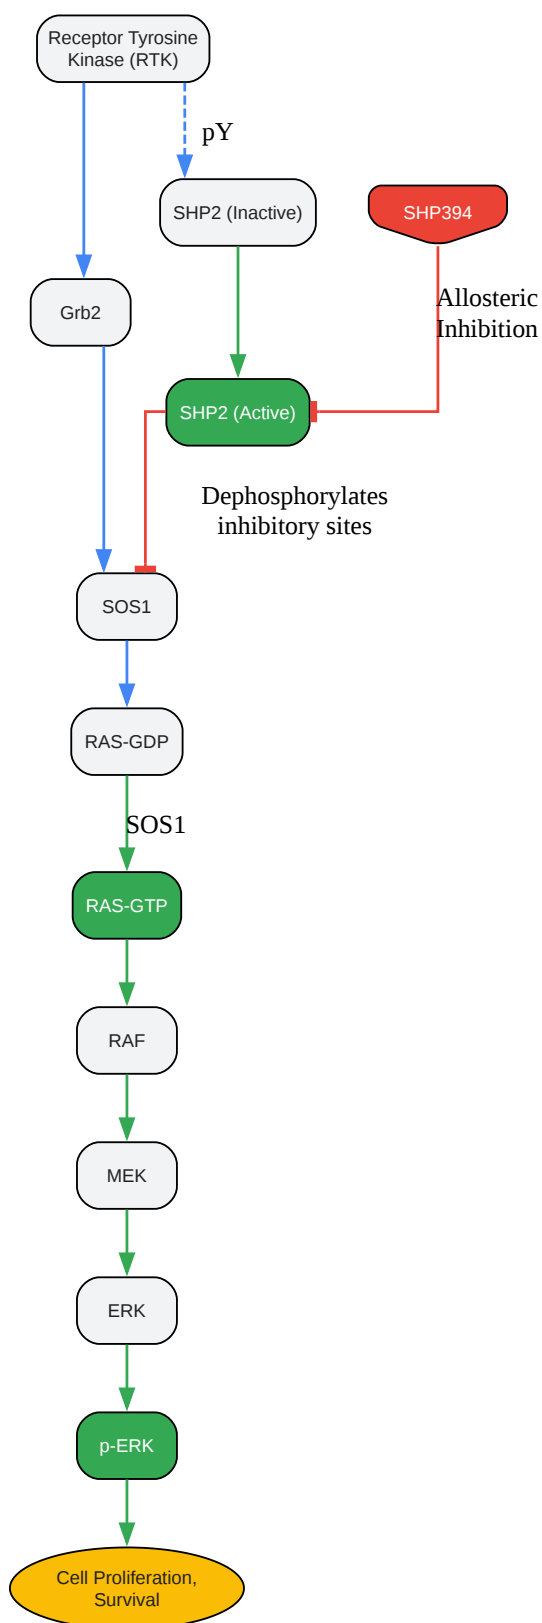 Receptor Tyrosine
Kinase (RTK)
pY
SHP2 (Inactive)
SHP394
Allosteric
Inhibition
Grb2
SHP2 (Active)
Dephosphorylates
inhibitory sites
SOS1
RAS-GDP
SOS1
RAS-GTP
RAF
MEK
ERK
p-ERK
Cell Proliferation,
Survival